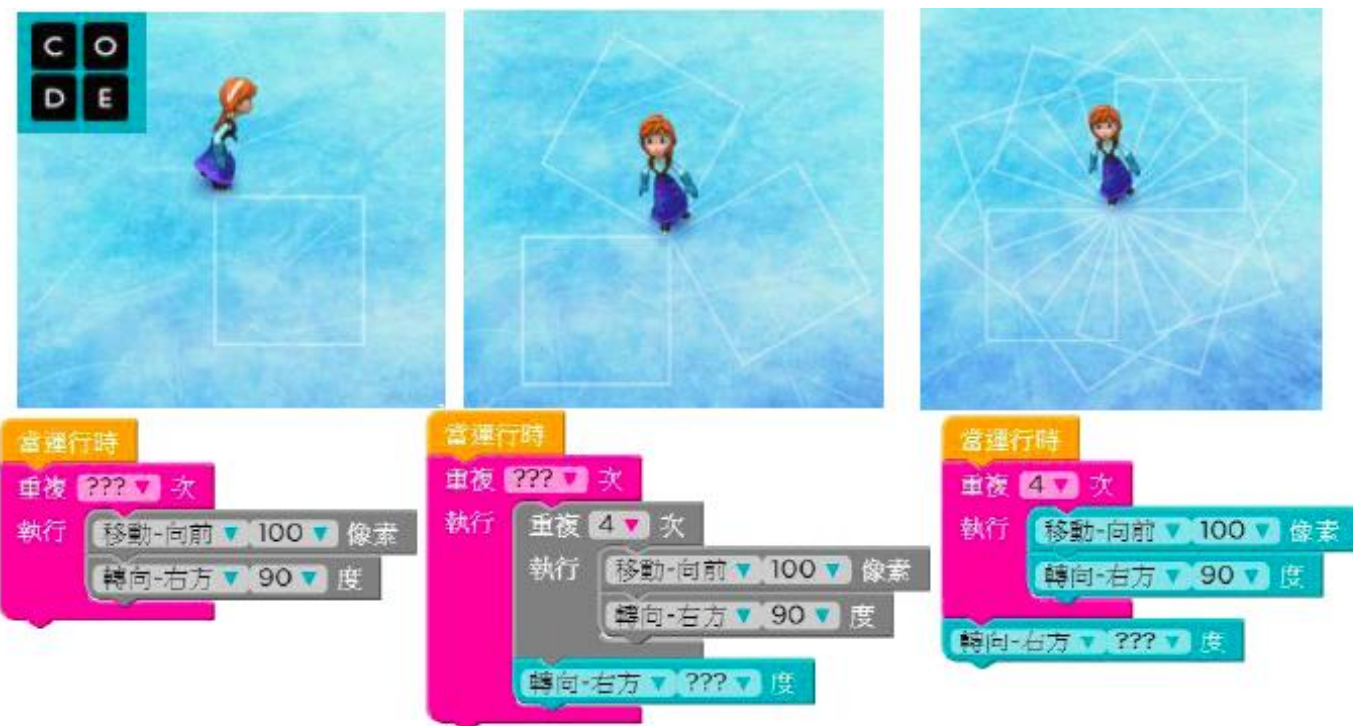 CO
DE
當運行時
重複 ??? 次
執行
移動-向前 100 像素
轉向-右方 90 度
當運行時
重複 ??? 次
執行
重複 4 次
執行
移動-向前 100 像素
轉向-右方 90 度
轉向-右方 ??? 度
當運行時
重複 4 次
執行
移動-向前 100 像素
轉向-右方 90 度
轉向-右方 ??? 度